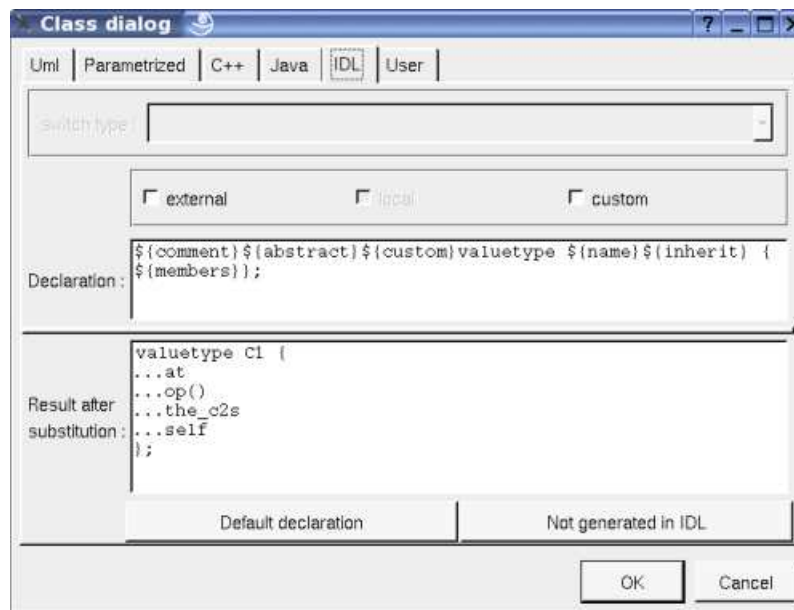 Class dialog
?
Uml Parametrized C++ Java IDL User
switch type :
external local custom
Declaration :
${comment}${abstract}${custom}valuetype ${name}${inherit} {
${members}};
Result after
substitution :
valuetype C1 {
...at
...op()
...the_c2s
...self
};
Default declaration Not generated in IDL
OK Cancel